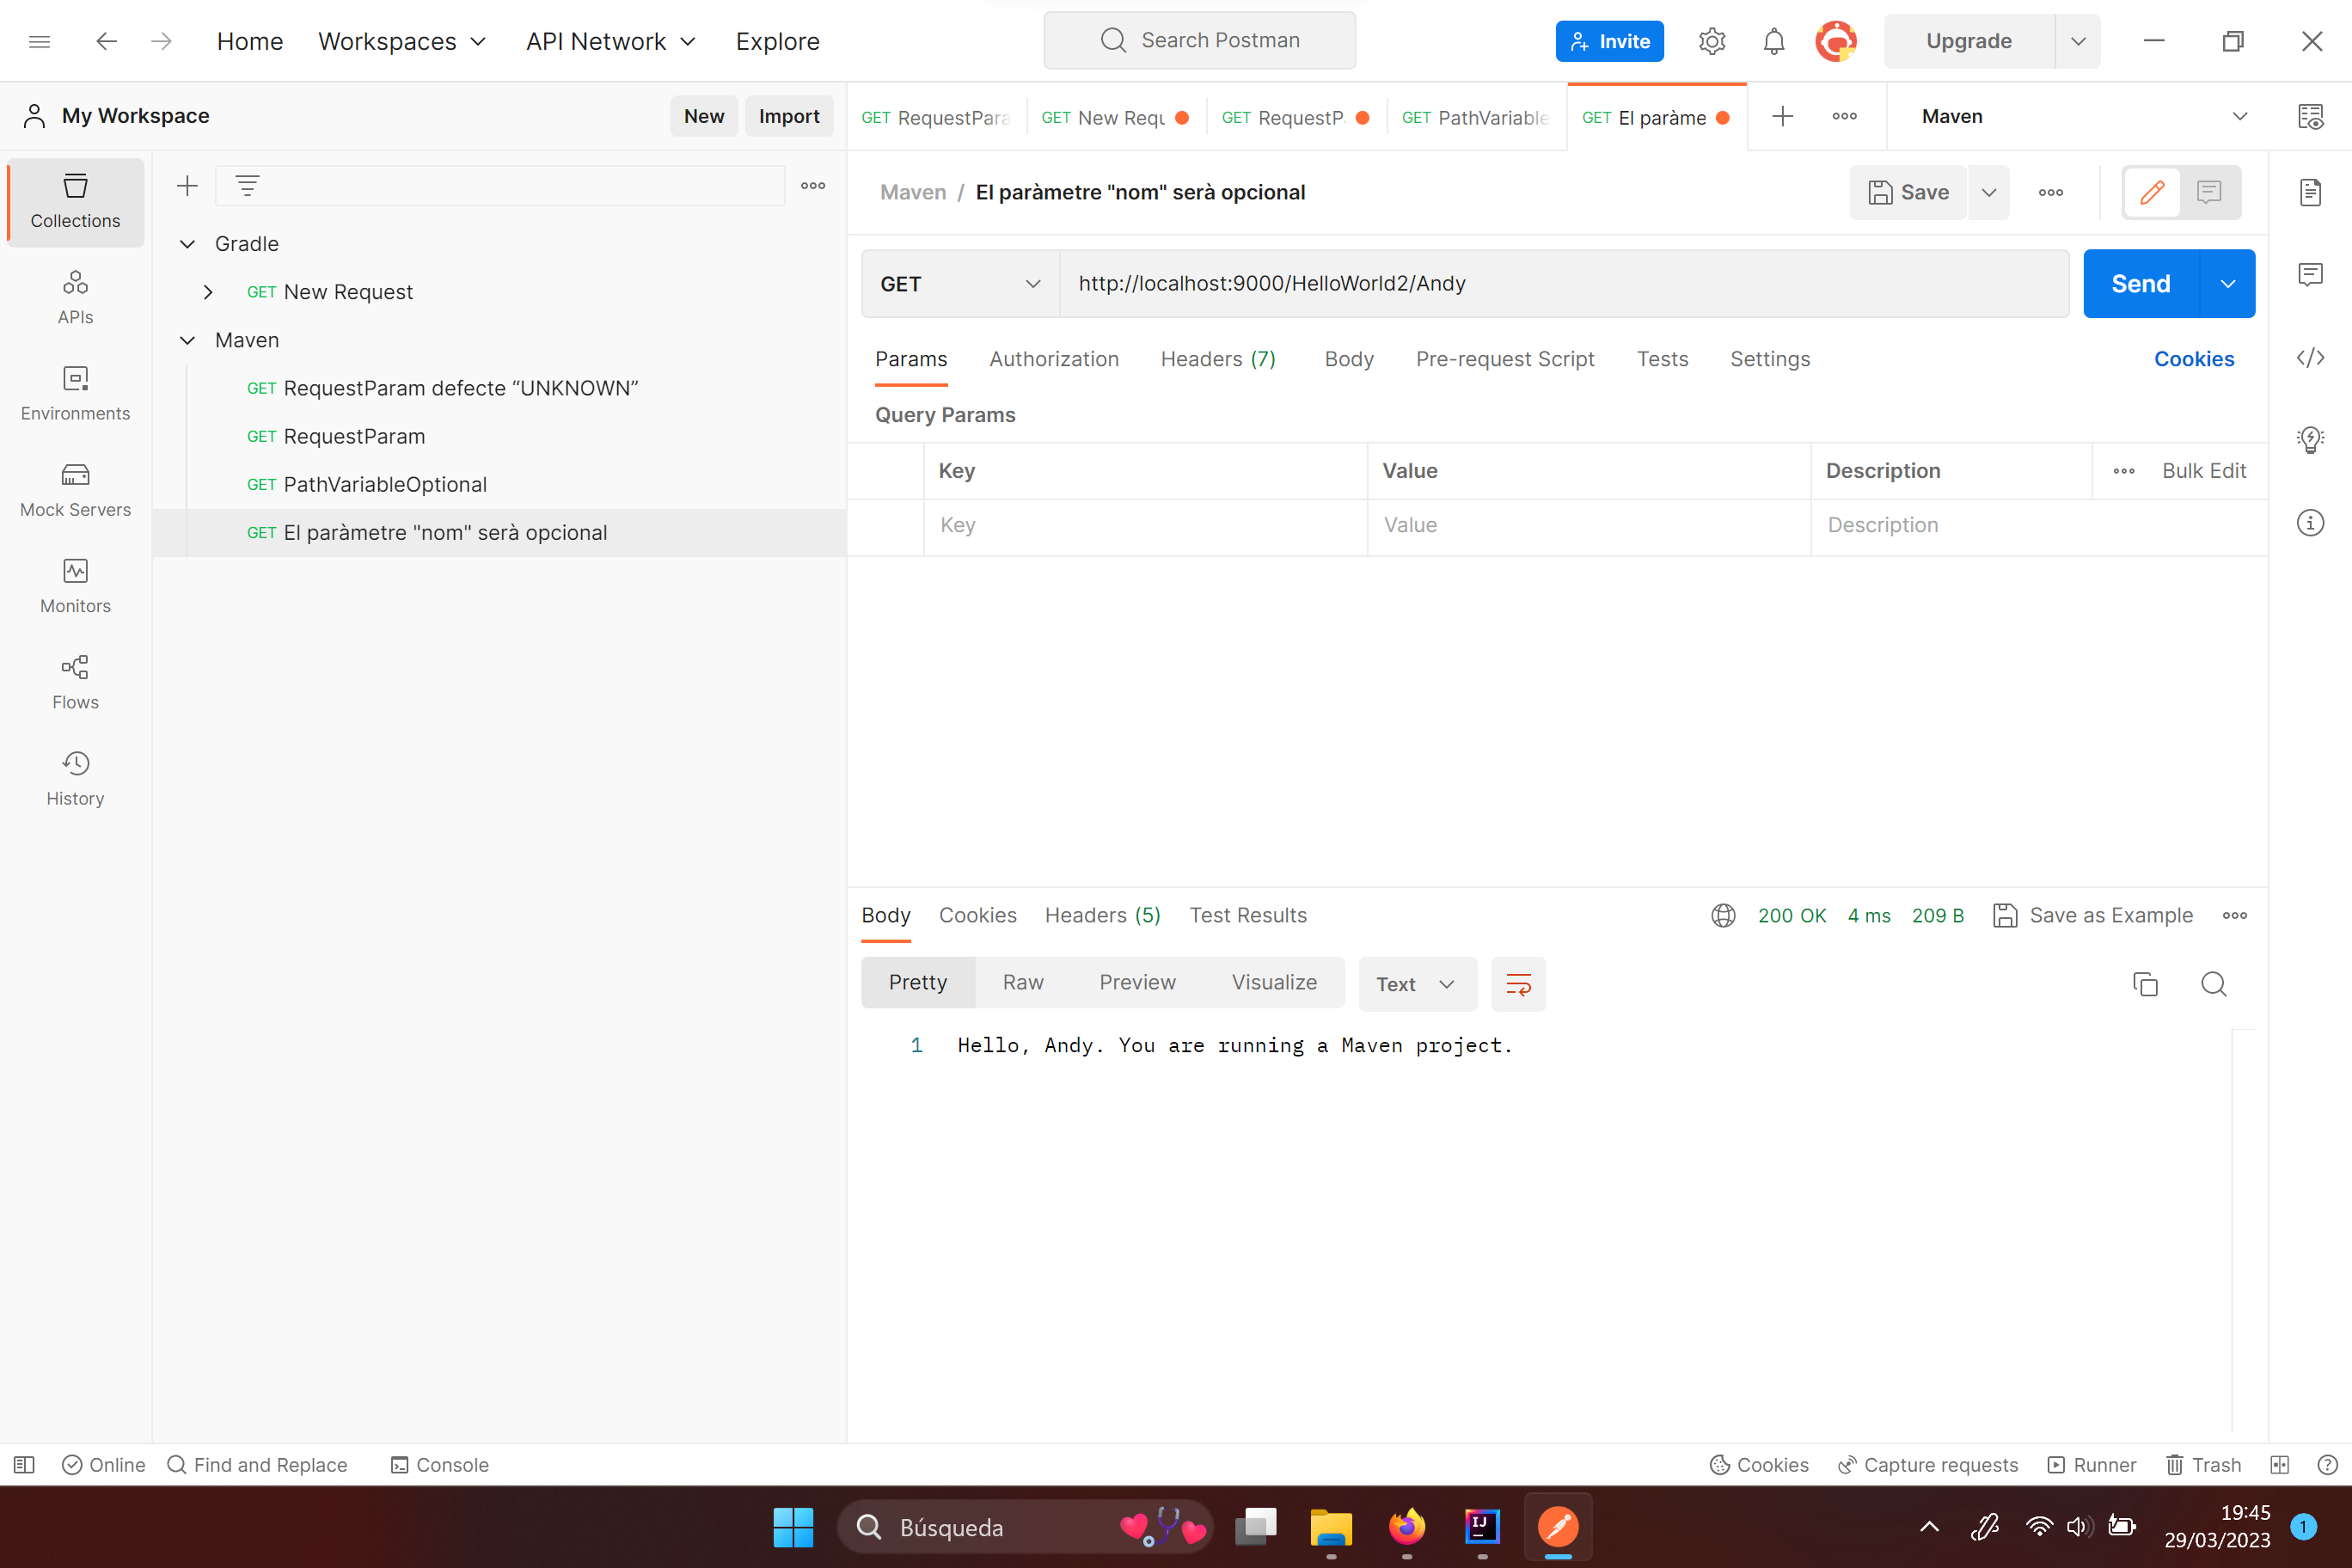 Home Workspaces API Network Explore Search Postman Invite Upgrade
My Workspace New Import
GET RequestPara GET New Requ GET RequestP. GET PathVariable GET El paràme Maven
Collections
APIs
Environments
Mock Servers
Monitors
Flows
History
Gradle
GET New Request
Maven
GET RequestParam defecte “UNKNOWN”
GET RequestParam
GET PathVariableOptional
GET El paràmetre "nom" serà opcional
Maven / El paràmetre "nom" serà opcional Save
GET http://localhost:9000/HelloWorld2/Andy Send
Params Authorization Headers (7) Body Pre-request Script Tests Settings Cookies
Query Params
Key Value Description Bulk Edit
Key Value Description
Body Cookies Headers (5) Test Results 200 OK 4 ms 209 B Save as Example
Pretty Raw Preview Visualize Text
1 Hello, Andy. You are running a Maven project.
Online Find and Replace Console Cookies Capture requests Runner Trash
Búsqueda IJ 19:45
29/03/2023 1